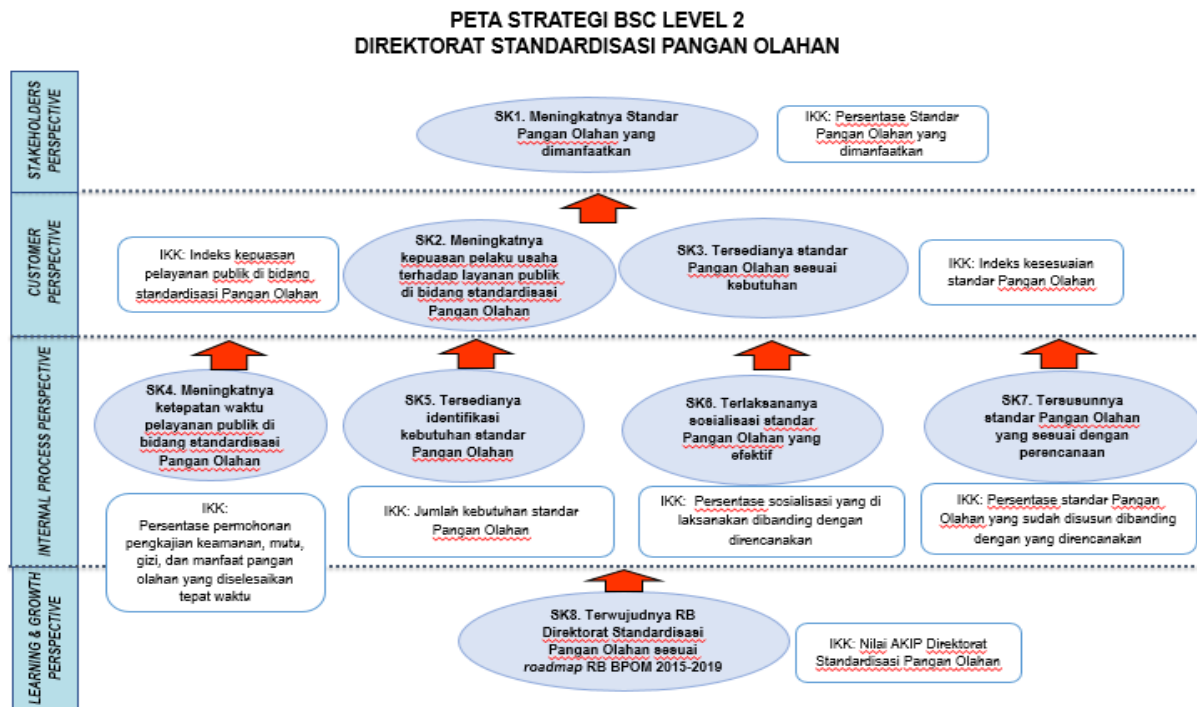 PETA STRATEGI BSC LEVEL 2
DIREKTORAT STANDARDISASI PANGAN OLAHAN
STAKEHOLDERS
PERSPECTIVE
SK1. Meningkatnya Standar
Pangan Olahan yang
dimanfaatkan
IKK: Persentase Standar
Pangan Olahan yang
dimanfaatkan
CUSTOMER
PERSPECTIVE
IKK: Indeks kepuasan
pelayanan publik di bidang
standardisasi Pangan Olahan
SK2. Meningkatnya
kepuasan pelaku usaha
terhadap layanan publik
di bidang standardisasi
Pangan Olahan
SK3. Tersedianya standar
Pangan Olahan sesuai
kebutuhan
IKK: Indeks kesesuaian
standar Pangan Olahan
INTERNAL PROCESS PERSPECTIVE
SK4. Meningkatnya
ketepatan waktu
pelayanan publik di
bidang standardisasi
Pangan Olahan
IKK:
Persentase permohonan
pengkajian keamanan, mutu,
gizi, dan manfaat pangan
olahan yang diselesaikan
tepat waktu
SK5. Tersedianya
identifikasi
kebutuhan standar
Pangan Olahan
IKK: Jumlah kebutuhan standar
Pangan Olahan
SK6. Terlaksananya
sosialisasi standar
Pangan Olahan yang
efektif
IKK: Persentase sosialisasi yang di
laksanakan dibanding dengan
direncanakan
SK7. Tersusunnya
standar Pangan Olahan
yang sesuai dengan
perencanaan
IKK: Persentase standar Pangan
Olahan yang sudah disusun dibanding
dengan yang direncanakan
LEARNING & GROWTH
PERSPECTIVE
SK8. Terwujudnya RB
Direktorat Standardisasi
Pangan Olahan sesuai
roadmap RB BPOM 2015-2019
IKK: Nilai AKIP Direktorat
Standardisasi Pangan Olahan